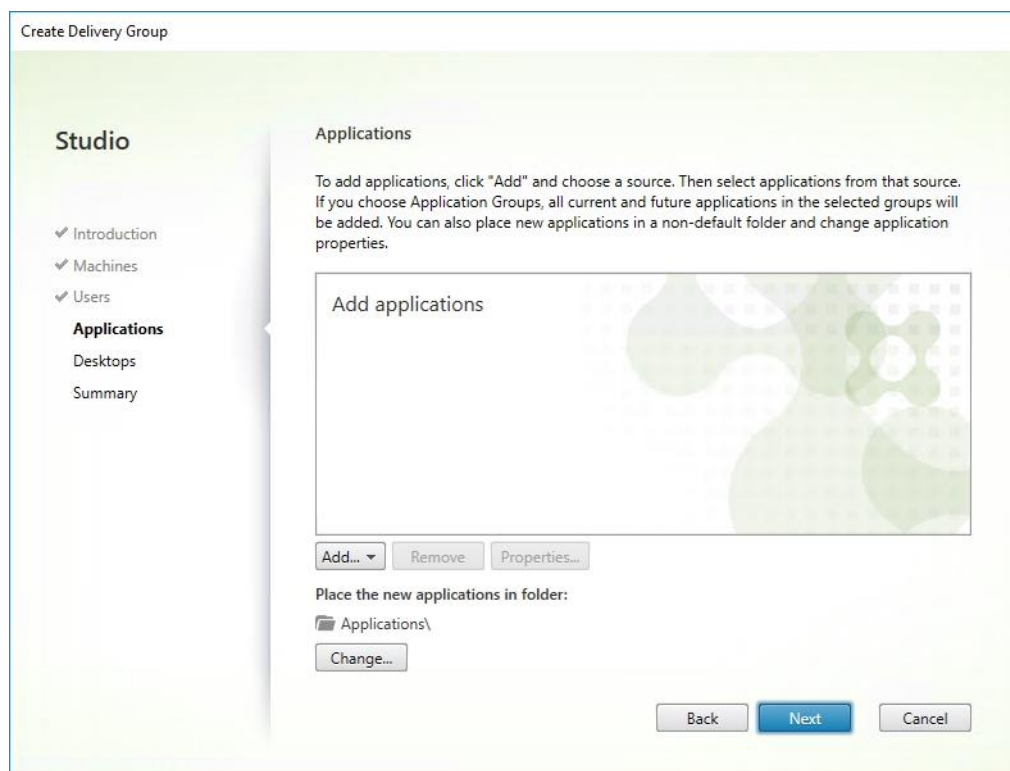 Create Delivery Group
Studio
Introduction
Machines
Users
Applications
Desktops
Summary
Applications
To add applications, click "Add" and choose a source. Then select applications from that source.
If you choose Application Groups, all current and future applications in the selected groups will
be added. You can also place new applications in a non-default folder and change application
properties.
Add applications
Add...
Remove
Properties...
Place the new applications in folder:
Applications\
Change...
Back
Next
Cancel